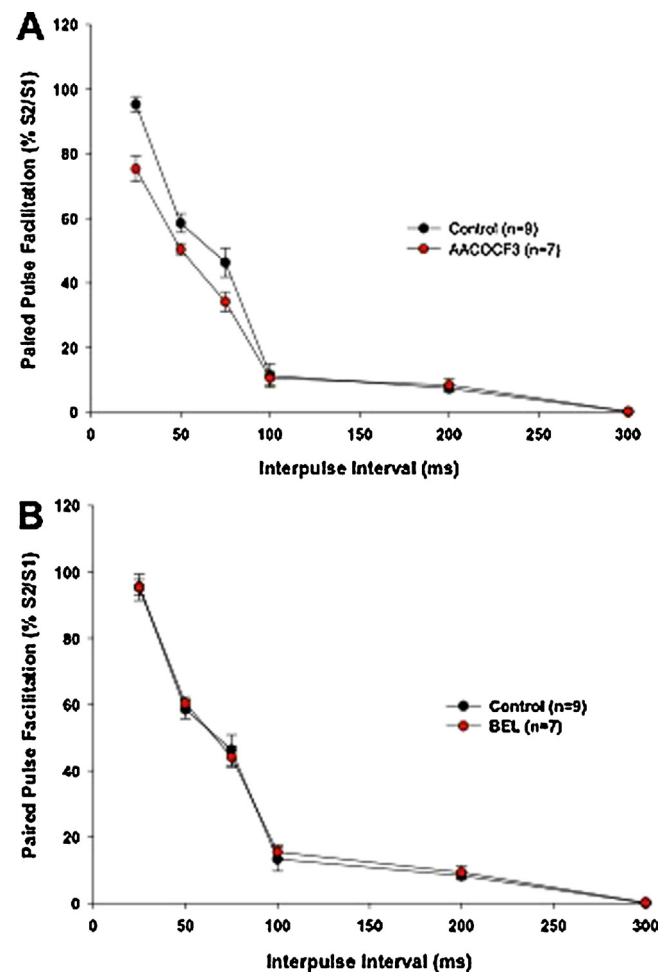 A
Paired Pulse Facilitation (% S2/S1)
120
100
80
60
40
20
0
Control (n=9)
AACOCF3 (n=7)
0 50 100 150 200 250 300
Interpulse Interval (ms)
B
Paired Pulse Facilitation (% S2/S1)
120
100
80
60
40
20
0
Control (n=9)
BEL (n=7)
0 50 100 150 200 250 300
Interpulse Interval (ms)